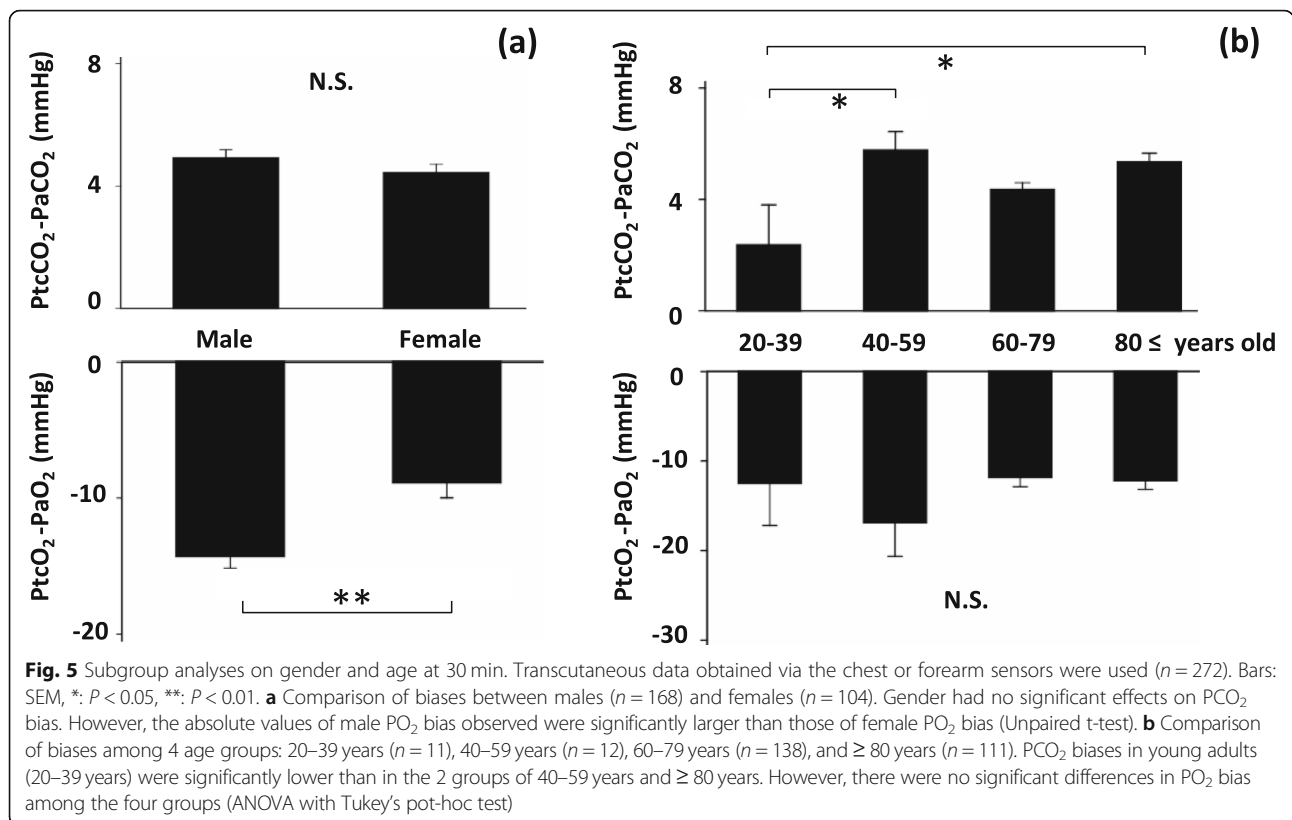 (a)
8
N.S.
4
0
PtcCO₂-PaCO₂ (mmHg)
Male Female
0
-10
-20
PtcO₂-PaO₂ (mmHg)
**
(b)
*
*
8
4
0
PtcCO₂-PaCO₂ (mmHg)
20-39 40-59 60-79 80 ≤ years old
0
-10
-20
-30
PtcO₂-PaO₂ (mmHg)
N.S.
Fig. 5 Subgroup analyses on gender and age at 30 min. Transcutaneous data obtained via the chest or forearm sensors were used (n = 272). Bars:
SEM, *: P < 0.05, **: P < 0.01. a Comparison of biases between males (n = 168) and females (n = 104). Gender had no significant effects on PCO₂
bias. However, the absolute values of male PO₂ bias observed were significantly larger than those of female PO₂ bias (Unpaired t-test). b Comparison
of biases among 4 age groups: 20–39 years (n = 11), 40–59 years (n = 12), 60–79 years (n = 138), and ≥ 80 years (n = 111). PCO₂ biases in young adults
(20–39 years) were significantly lower than in the 2 groups of 40–59 years and ≥ 80 years. However, there were no significant differences in PO₂ bias
among the four groups (ANOVA with Tukey's pot-hoc test)